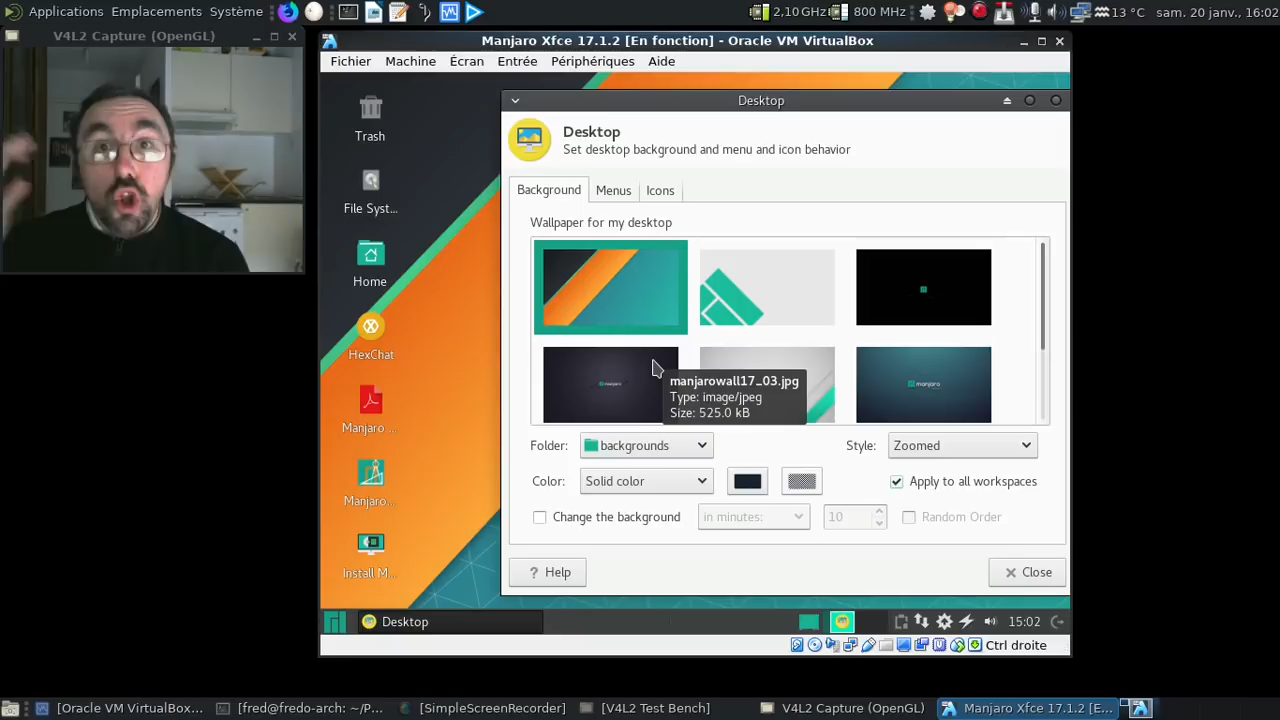 Applications Emplacements Système
2,10 GHz
800 MHz
13 °C sam. 20 janv., 16:02
V4L2 Capture (OpenGL)
Manjaro Xfce 17.1.2 [En fonction] - Oracle VM VirtualBox
Fichier Machine Écran Entrée Périphériques Aide
Trash
File Syst...
Home
HexChat
Manjaro ...
Manjaro...
Install M...
Desktop
Desktop
Set desktop background and menu and icon behavior
Background Menus Icons
Wallpaper for my desktop
manjaro
manjaro
manjarowall17_03.jpg
Type: image/jpeg
Size: 525.0 kB
Folder: backgrounds Style: Zoomed
Color: Solid color Apply to all workspaces
Change the background in minutes: 10 Random Order
? Help Close
Desktop 15:02
Ctrl droite
[Oracle VM VirtualBox... [fred@fredo-arch: ~/P... [SimpleScreenRecorder] [V4L2 Test Bench] V4L2 Capture (OpenGL) Manjaro Xfce 17.1.2 [E...